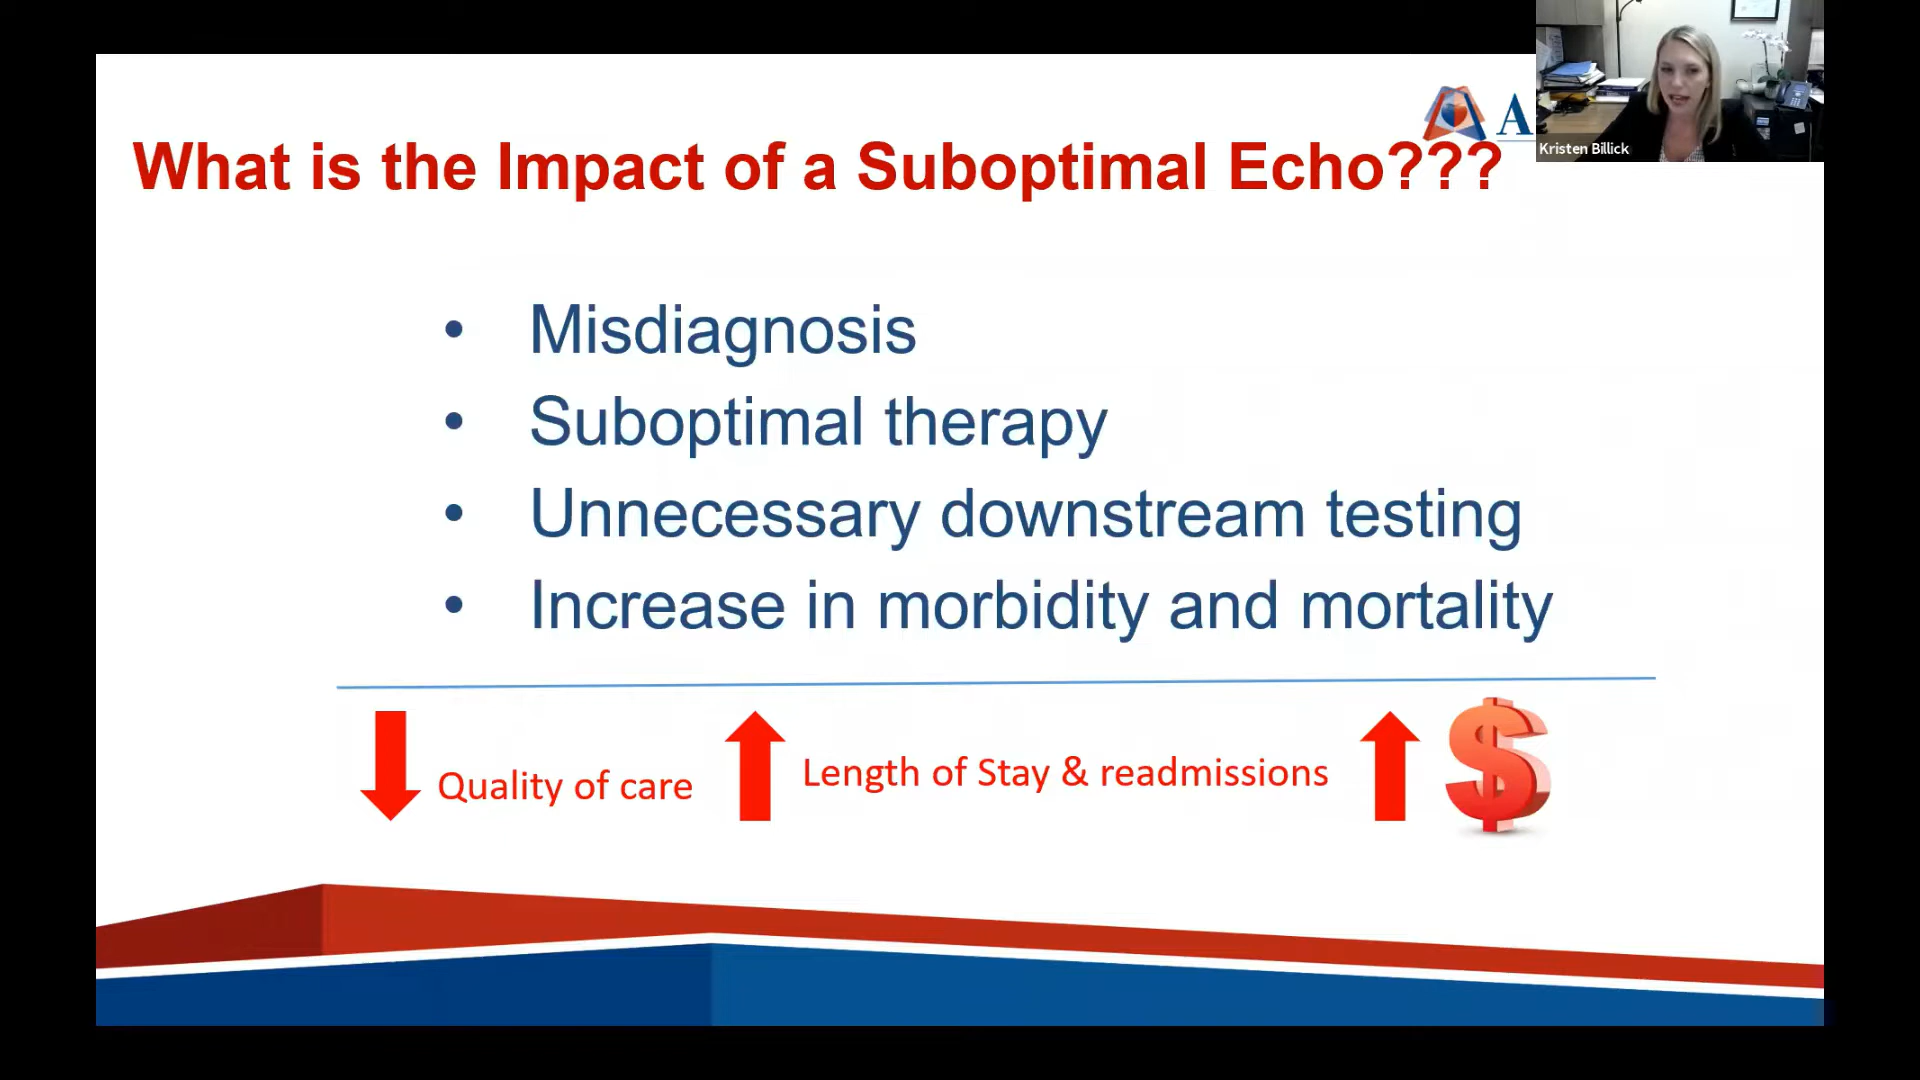 What is the Impact of a Suboptimal Echo???
A
Kristen Billick
• Misdiagnosis
• Suboptimal therapy
• Unnecessary downstream testing
• Increase in morbidity and mortality
Quality of care
Length of Stay & readmissions
$